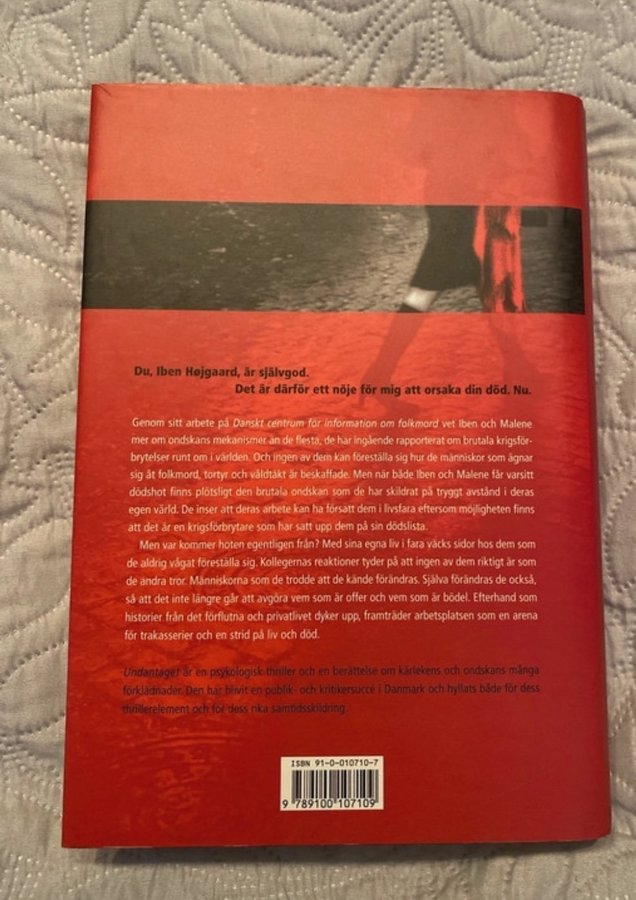 Du, Iben Højgaard, är självgod.
Det är därför ett nöje för mig att orsaka din död. Nu.
Genom sitt arbete på Danskt centrum för information om folkmord vet Iben och Malene
mer om ondskans mekanismer än de flesta, de har ingående rapporterat om brutala krigsför-
brytelser runt om i världen. Och ingen av dem kan föreställa sig hur de människor som ägnar
sig åt folkmord, tortyr och våldtäkt är beskaffade. Men när både Iben och Malene får varsitt
dödshot finns plötsligt den brutala ondskan som de har skildrat på tryggt avstånd i deras
egen värld. De inser att deras arbete kan ha försatt dem i livsfara eftersom möjligheten finns
att det är en krigsförbrytare som har satt upp dem på sin dödslista.
Men var kommer hoten egentligen från? Med sina egna liv i fara väcks sidor hos dem som
de aldrig vågat föreställa sig. Kollegernas reaktioner tyder på att ingen av dem riktigt är som
de andra tror. Människorna som de trodde att de kände förändras. Själva förändras de också,
så att det inte längre går att avgöra vem som är offer och vem som är bödel. Efterhand som
historier från det förflutna och privatlivet dyker upp, framträder arbetsplatsen som en arena
för trakasserier och en strid på liv och död.
Undantaget är en psykologisk thriller och en berättelse om kärlekens och ondskans många
förklädnader. Den har blivit en publik- och kritikersuccé i Danmark och hyllats både för dess
thrillerelement och för dess rika samtidsskildring.
ISBN 91-0-010710-7
9 789100 107109